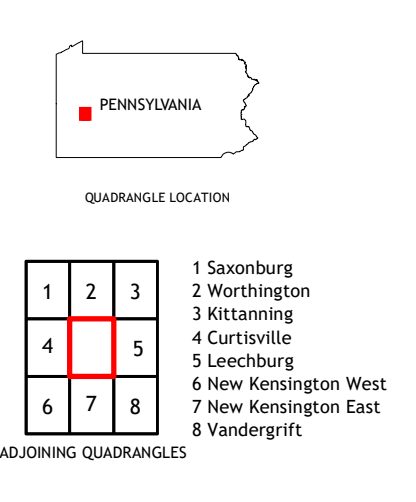 PENNSYLVANIA
QUADRANGLE LOCATION
1 2 3
4 5
6 7 8
1 Saxonburg
2 Worthington
3 Kittanning
4 Curtisville
5 Leechburg
6 New Kensington West
7 New Kensington East
8 Vandergrift
ADJOINING QUADRANGLES